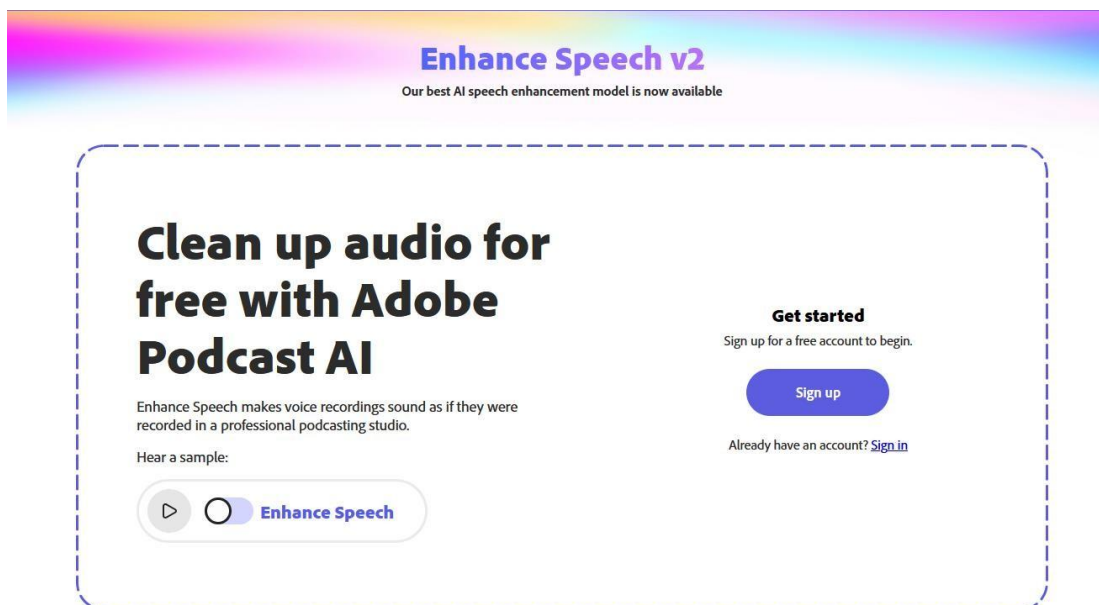 Enhance Speech v2
Our best AI speech enhancement model is now available
Clean up audio for
free with Adobe
Podcast AI
Enhance Speech makes voice recordings sound as if they were
recorded in a professional podcasting studio.
Hear a sample:
Enhance Speech
Get started
Sign up for a free account to begin.
Sign up
Already have an account? Sign in